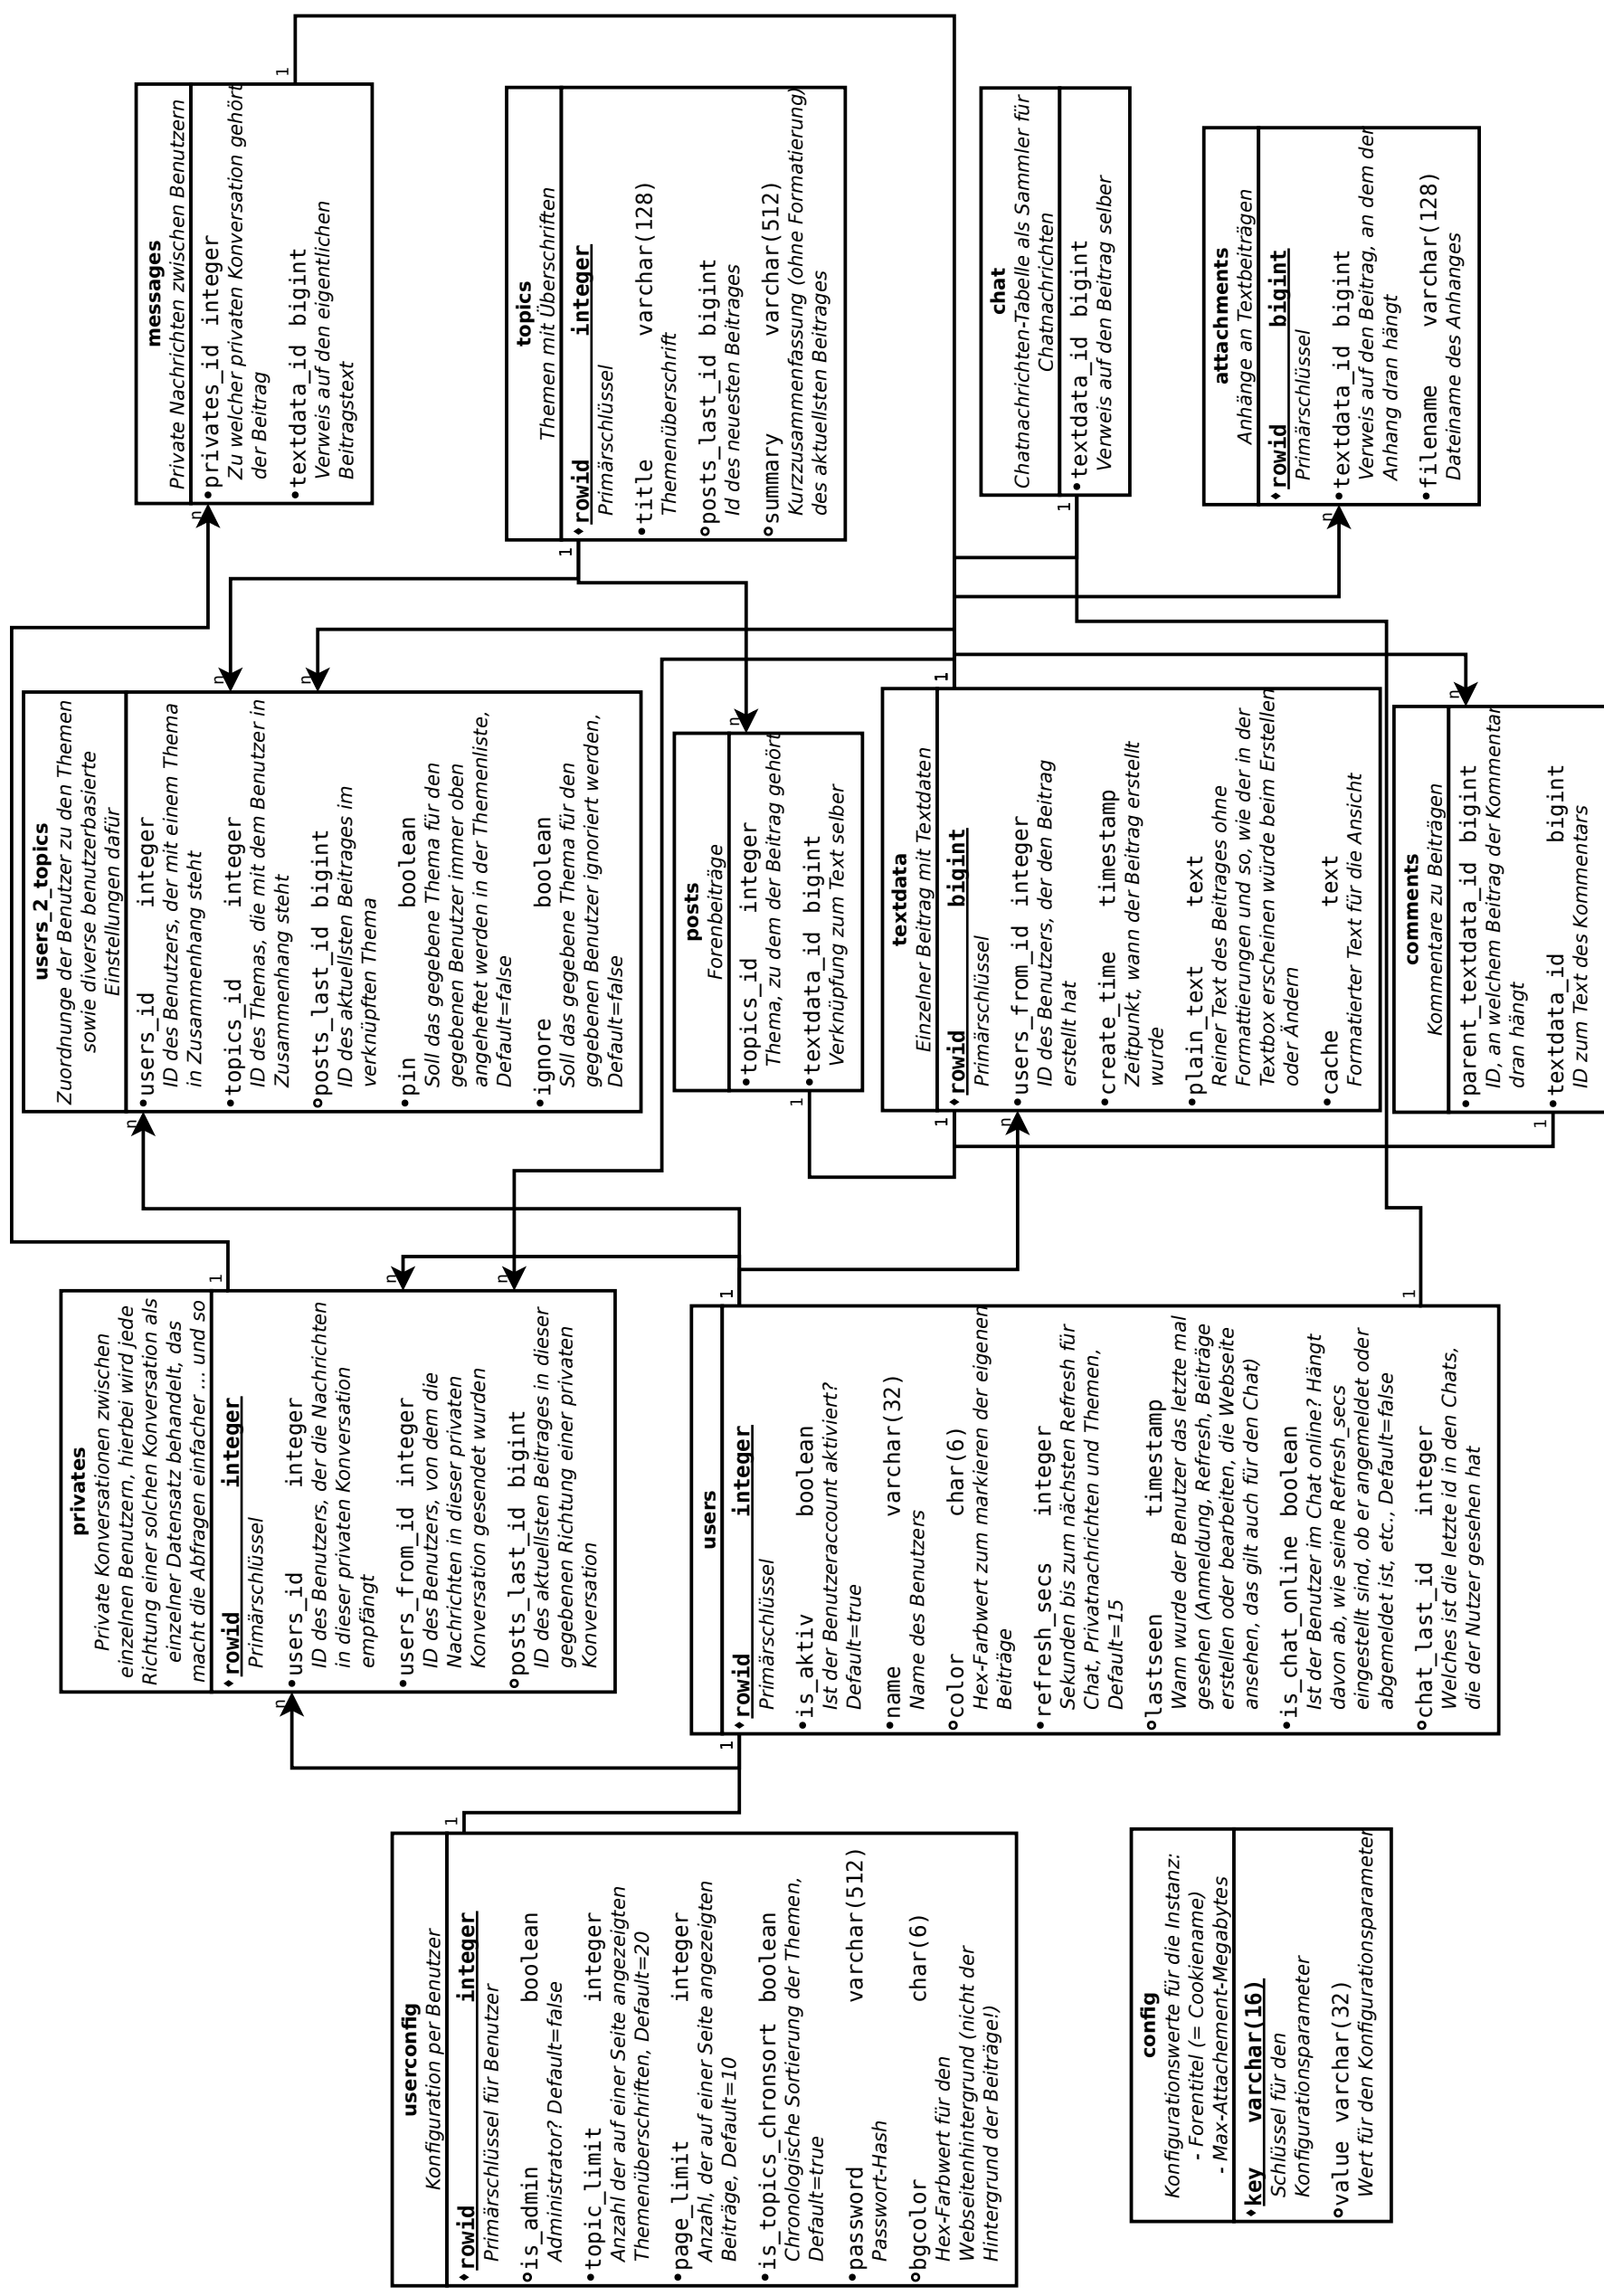 userconfig
Konfiguration per Benutzer
rowid integer
Primärschlüssel für Benutzer
is_admin boolean
Administrator? Default=false
topic_limit integer
Anzahl der auf einer Seite angezeigten
Themenüberschriften, Default=20
page_limit integer
Anzahl, der auf einer Seite angezeigten
Beiträge, Default=10
is_topics_chronsort boolean
Chronologische Sortierung der Themen,
Default=true
password varchar(512)
Passwort-Hash
bgcolor char(6)
Hex-Farbwert für den
Webseitenhintergrund (nicht der
Hintergrund der Beiträge!)
1
config
Konfigurationswerte für die Instanz:
- Forentitel (= Cookiename)
- Max-Attachement-Megabytes
key varchar(16)
Schlüssel für den
Konfigurationsparameter
value varchar(32)
Wert für den Konfigurationsparameter
privates
Private Konversationen zwischen
einzelnen Benutzern, hierbei wird jede
Richtung einer solchen Konversation als
einzelner Datensatz behandelt, das
macht die Abfragen einfacher ... und so
rowid integer
Primärschlüssel
users_id integer
ID des Benutzers, der die Nachrichten
in dieser privaten Konversation
empfängt
users_from_id integer
ID des Benutzers, von dem die
Nachrichten in dieser privaten
Konversation gesendet wurden
posts_last_id bigint
ID des aktuellsten Beitrages in dieser
gegebenen Richtung einer privaten
Konversation
n
1
n
n
users
rowid integer
Primärschlüssel
is_aktiv boolean
Ist der Benutzeraccount aktiviert?
Default=true
name varchar(32)
Name des Benutzers
color char(6)
Hex-Farbwert zum markieren der eigenen
Beiträge
refresh_secs integer
Sekunden bis zum nächsten Refresh für
Chat, Privatnachrichten und Themen,
Default=15
lastseen timestamp
Wann wurde der Benutzer das letzte mal
gesehen (Anmeldung, Refresh, Beiträge
erstellen oder bearbeiten, die Webseite
ansehen, das gilt auch für den Chat)
is_chat_online boolean
Ist der Benutzer im Chat online? Hängt
davon ab, wie seine Refresh_secs
eingestellt sind, ob er angemeldet oder
abgemeldet ist, etc., Default=false
chat_last_id integer
Welches ist die letzte id in den Chats,
die der Nutzer gesehen hat
1
1
1
users_2_topics
Zuordnunge der Benutzer zu den Themen
sowie diverse benutzerbasierte
Einstellungen dafür
users_id integer
ID des Benutzers, der mit einem Thema
in Zusammenhang steht
topics_id integer
ID des Themas, die mit dem Benutzer in
Zusammenhang steht
posts_last_id bigint
ID des aktuellsten Beitrages im
verknüpften Thema
pin boolean
Soll das gegebene Thema für den
gegebenen Benutzer immer oben
angeheftet werden in der Themenliste,
Default=false
ignore boolean
Soll das gegebene Thema für den
gegebenen Benutzer ignoriert werden,
Default=false
n
n
n
posts
Forenbeiträge
topics_id integer
Thema, zu dem der Beitrag gehört
textdata_id bigint
Verknüpfung zum Text selber
1
n
textdata
Einzelner Beitrag mit Textdaten
rowid bigint
Primärschlüssel
users_from_id integer
ID des Benutzers, der den Beitrag
erstellt hat
create_time timestamp
Zeitpunkt, wann der Beitrag erstellt
wurde
plain_text text
Reiner Text des Beitrages ohne
Formattierungen und so, wie der in der
Textbox erscheinen würde beim Erstellen
oder Ändern
cache text
Formatierter Text für die Ansicht
1
n
1
comments
Kommentare zu Beiträgen
parent_textdata_id bigint
ID, an welchem Beitrag der Kommentar
dran hängt
textdata_id bigint
ID zum Text des Kommentars
1
n
messages
Private Nachrichten zwischen Benutzern
privates_id integer
Zu welcher privaten Konversation gehört
der Beitrag
textdata_id bigint
Verweis auf den eigentlichen
Beitragstext
n
1
topics
Themen mit Überschriften
rowid integer
Primärschlüssel
title varchar(128)
Themenüberschrift
posts_last_id bigint
Id des neuesten Beitrages
summary varchar(512)
Kurzzusammenfassung (ohne Formatierung)
des aktuellsten Beitrages
1
chat
Chatnachrichten-Tabelle als Sammler für
Chatnachrichten
textdata_id bigint
Verweis auf den Beitrag selber
1
attachments
Anhänge an Textbeiträgen
rowid bigint
Primärschlüssel
textdata_id bigint
Verweis auf den Beitrag, an dem der
Anhang dran hängt
filename varchar(128)
Dateiname des Anhanges
n